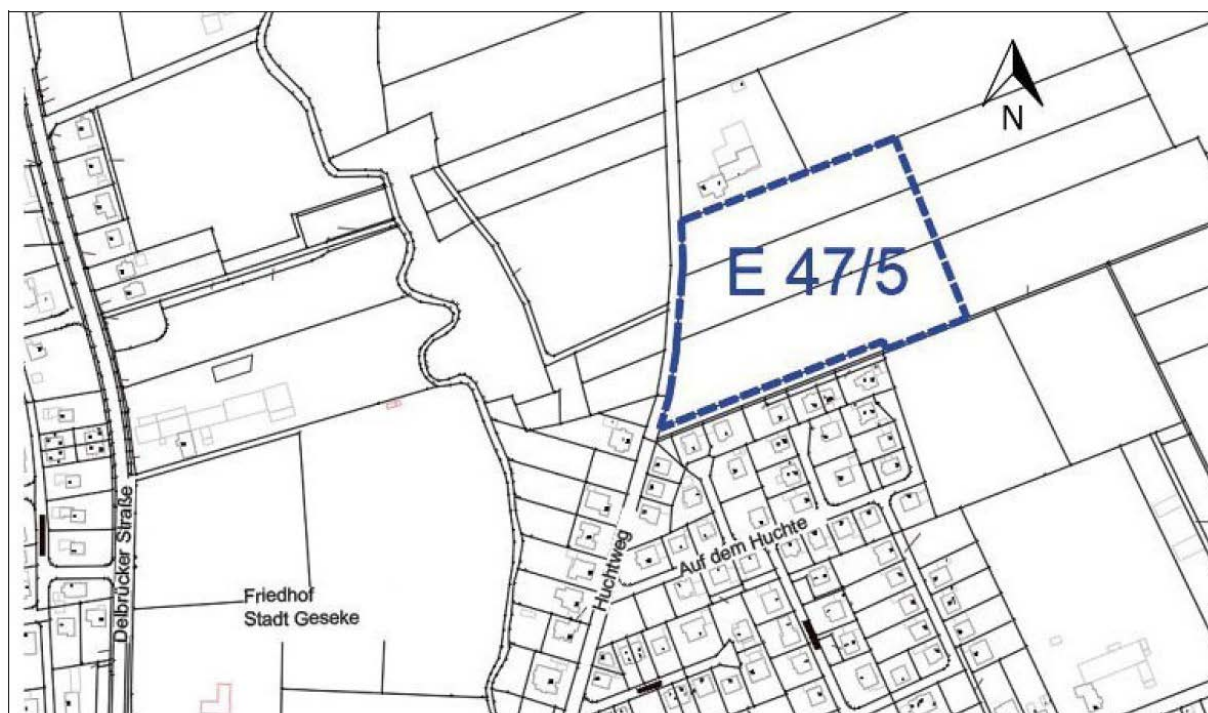 N
E 47/5
Delbrücker Straße
Huchtweg
Auf dem Huchte
Friedhof
Stadt Geseke